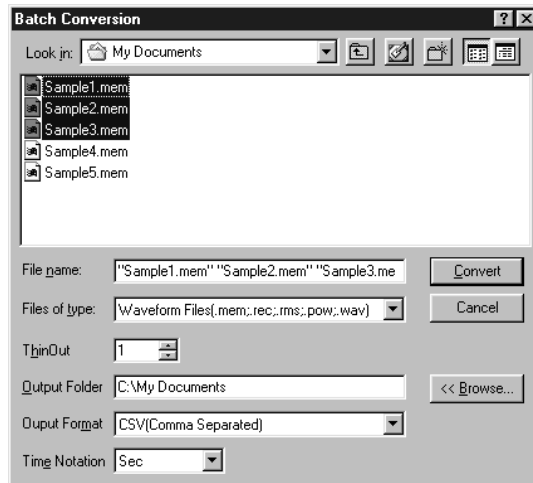 Batch Conversion
Look in: My Documents
Sample1.mem
Sample2.mem
Sample3.mem
Sample4.mem
Sample5.mem
File name: "Sample1.mem" "Sample2.mem" "Sample3.me Convert
Files of type: Waveform Files(.mem;.rec;.rms;.pow;.wav) Cancel
ThinOut 1
Output Folder C:\My Documents << Browse...
Ouput Format CSV(Comma Separated)
Time Notation Sec